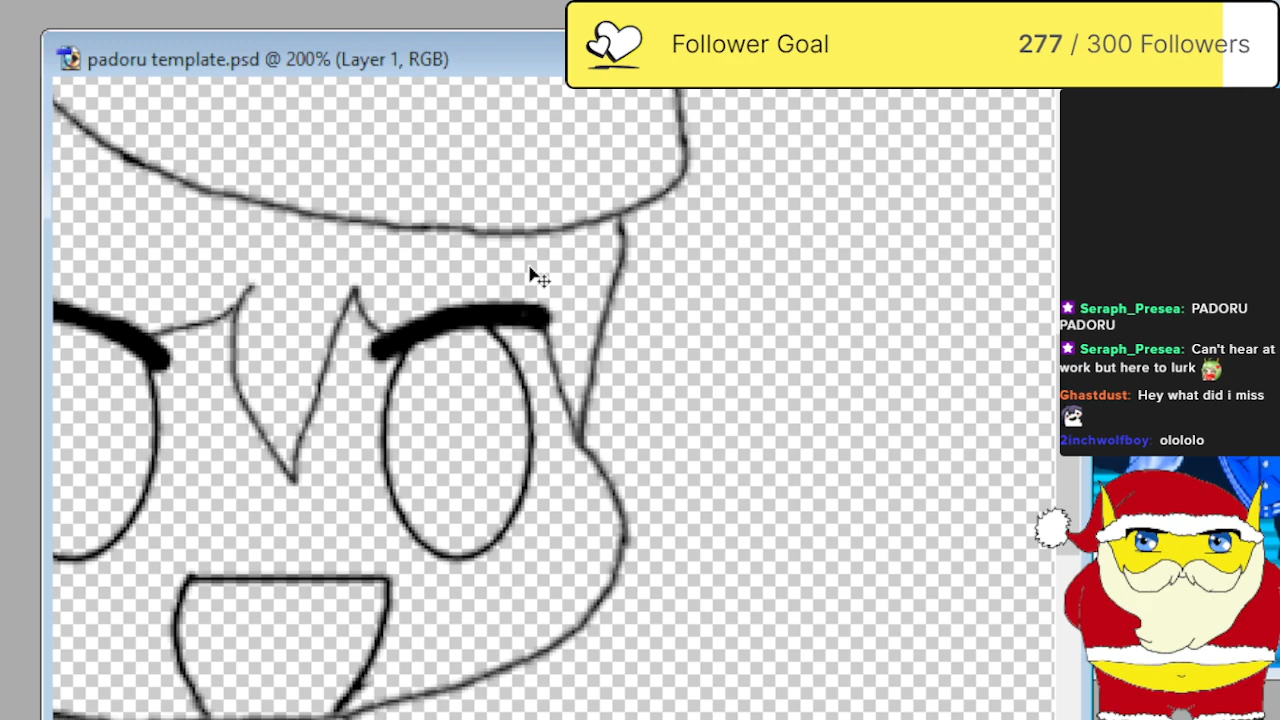 padoru template.psd @ 200% (Layer 1, RGB)
Follower Goal
277 / 300 Followers
Seraph_Presea: PADORU
PADORU
Seraph_Presea: Can't hear at
work but here to lurk
Ghastdust: Hey what did i miss
2inchwolfboy: olololo